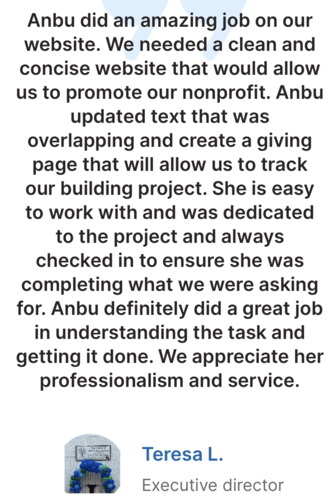 Anbu did an amazing job on our
website. We needed a clean and
concise website that would allow
us to promote our nonprofit. Anbu
updated text that was
overlapping and create a giving
page that will allow us to track
our building project. She is easy
to work with and was dedicated
to the project and always
checked in to ensure she was
completing what we were asking
for. Anbu definitely did a great job
in understanding the task and
getting it done. We appreciate her
professionalism and service.
Teresa L.
Executive director